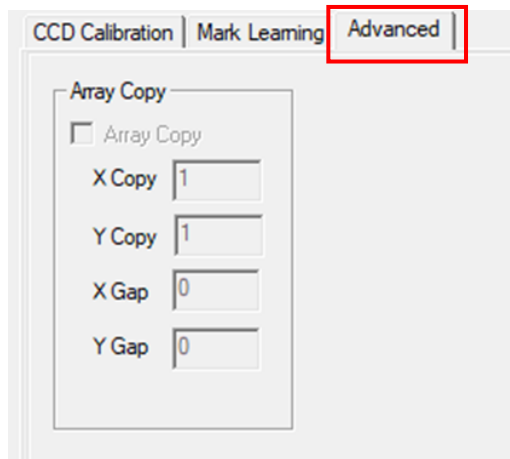 CCD Calibration Mark Learning Advanced
Array Copy
Array Copy
X Copy 1
Y Copy 1
X Gap 0
Y Gap 0